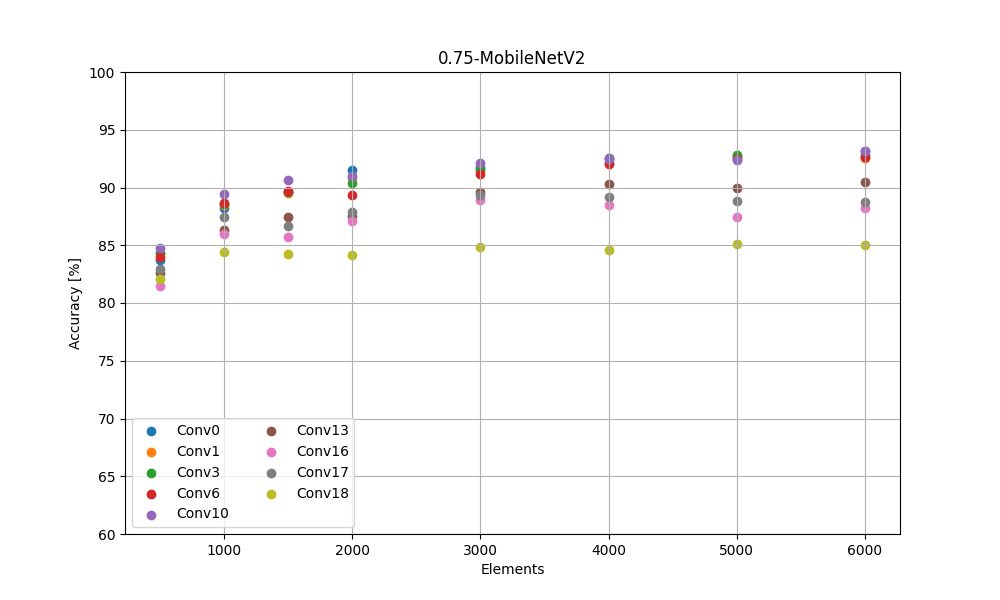 0.75-MobileNetV2
Accuracy [%]
100
95
90
85
80
75
70
65
60
Conv0
Conv1
Conv3
Conv6
Conv10
Conv13
Conv16
Conv17
Conv18
1000 2000 3000 4000 5000 6000
Elements